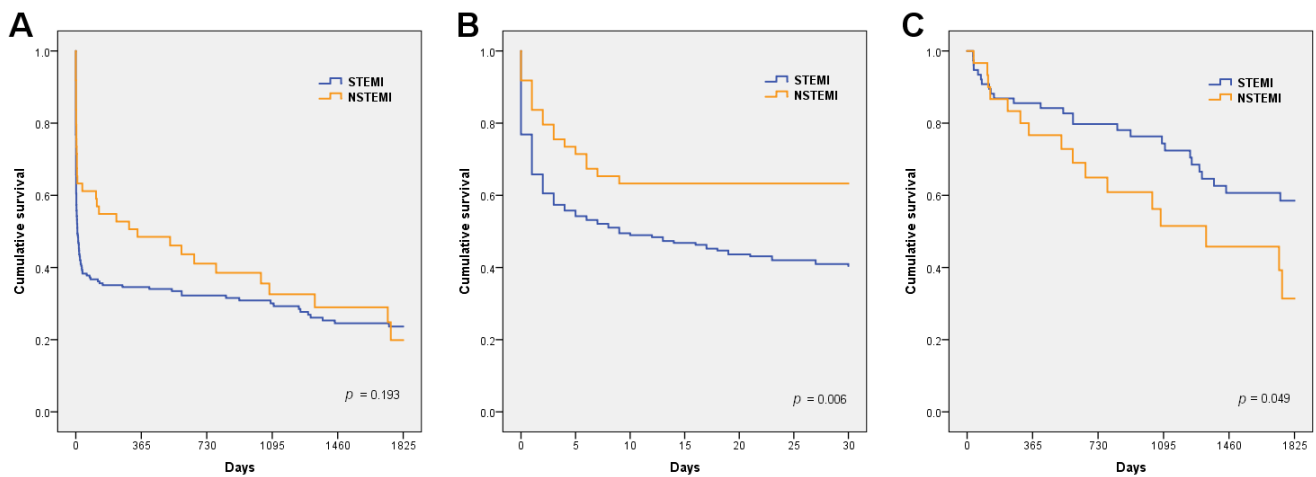 A
1.0
0.8
0.6
0.4
0.2
0.0
Cumulative survival
STEMI
NSTEMI
p = 0.193
0 365 730 1095 1460 1825
Days
B
1.0
0.8
0.6
0.4
0.2
0.0
Cumulative survival
STEMI
NSTEMI
p = 0.006
0 5 10 15 20 25 30
Days
C
1.0
0.8
0.6
0.4
0.2
0.0
Cumulative survival
STEMI
NSTEMI
p = 0.049
0 365 730 1095 1460 1825
Days